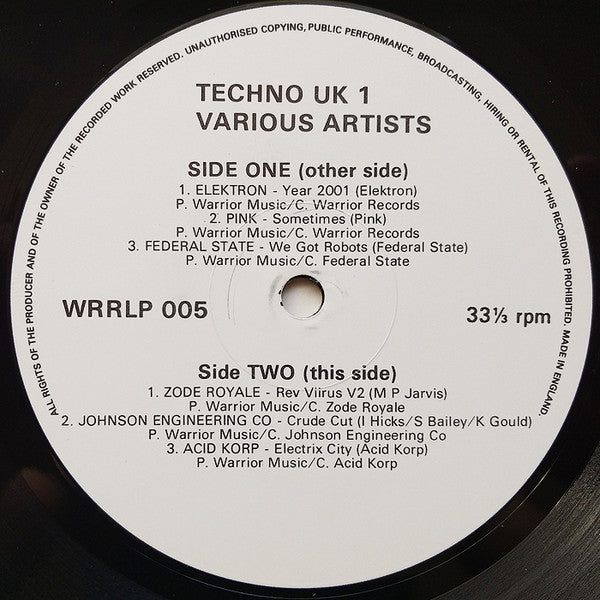 ALL RIGHTS OF THE PRODUCER AND OF THE OWNER OF THE RECORDED WORK RESERVED. UNAUTHORISED COPYING, PUBLIC PERFORMANCE, BROADCASTING. HIRING OR RENTAL OF THIS RECORDING PROHIBITED. MADE IN ENGLAND.
TECHNO UK 1
VARIOUS ARTISTS
SIDE ONE (other side)
1. ELEKTRON - Year 2001 (Elektron)
P. Warrior Music/C. Warrior Records
2. PINK - Sometimes (Pink)
P. Warrior Music/C. Warrior Records
3. FEDERAL STATE - We Got Robots (Federal State)
P. Warrior Music/C. Federal State
WRRLP 005
33⅓ rpm
Side TWO (this side)
1. ZODE ROYALE - Rev Viirus V2 (M P Jarvis)
P. Warrior Music/C. Zode Royale
2. JOHNSON ENGINEERING CO - Crude Cut (I Hicks/S Bailey/K Gould)
P. Warrior Music/C. Johnson Engineering Co
3. ACID KORP - Electrix City (Acid Korp)
P. Warrior Music/C. Acid Korp